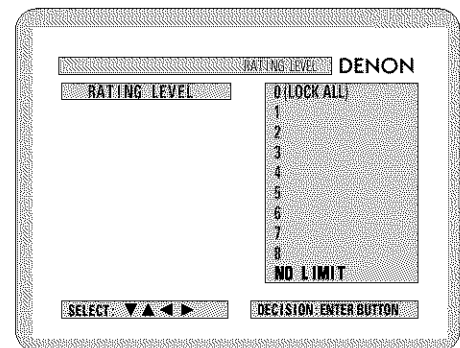 RATING LEVEL DENON
RATING LEVEL
0 (LOCK ALL)
1
2
3
4
5
6
7
8
NO LIMIT
SELECT: ▼ ▲ ◀ ▶ DECISION: ENTER BUTTON